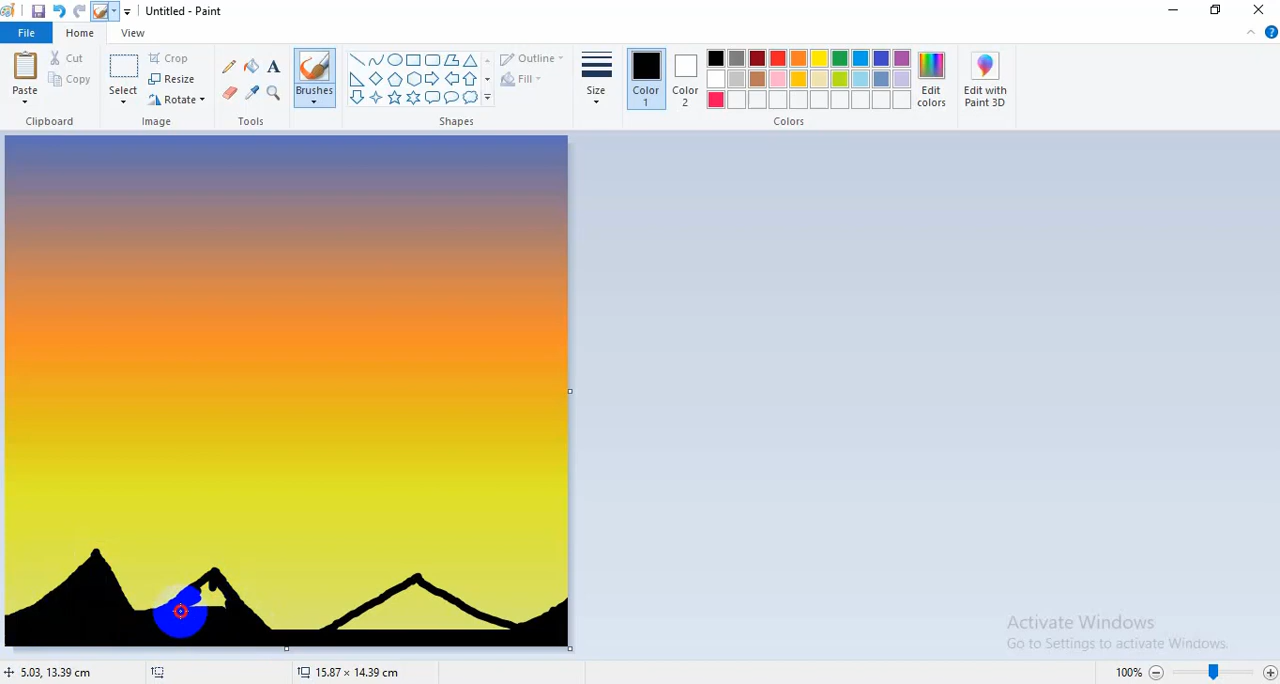 Untitled - Paint
File
Home
View
Paste
Cut
Copy
Clipboard
Select
Crop
Resize
Rotate
Image
A
Tools
Brushes
Shapes
Outline
Fill
Size
Color 1
Color 2
Colors
Edit colors
Edit with Paint 3D
Activate Windows
Go to Settings to activate Windows.
5.03, 13.39 cm
15.87 × 14.39 cm
100%